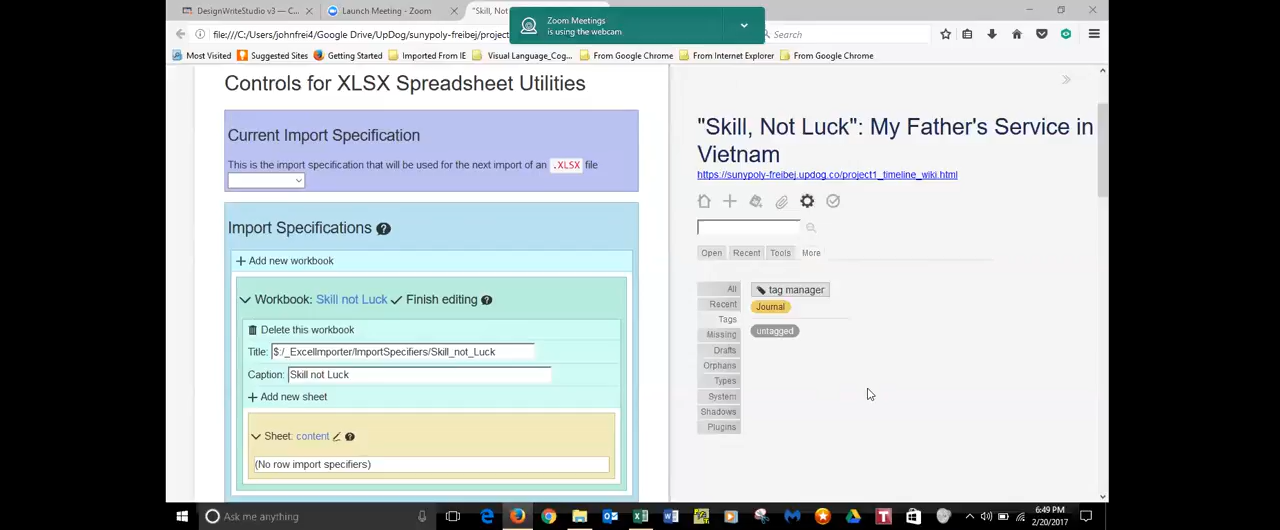 DesignWriteStudio v3 — C...
Launch Meeting - Zoom
"Skill, Not Luck":
Zoom Meetings
is using the webcam
file:///C:/Users/johnfrei4/Google Drive/UpDog/sunypoly-freibej/project
Search
Most Visited
Suggested Sites
Getting Started
Imported From IE
Visual Language_Cog...
From Google Chrome
From Internet Explorer
From Google Chrome
Controls for XLSX Spreadsheet Utilities
Current Import Specification
This is the import specification that will be used for the next import of an .XLSX file
Import Specifications
Add new workbook
Workbook: Skill not Luck Finish editing
Delete this workbook
Title: $:/_ExcelImporter/ImportSpecifiers/Skill_not_Luck
Caption: Skill not Luck
Add new sheet
Sheet: content
(No row import specifiers)
"Skill, Not Luck": My Father's Service in
Vietnam
https://sunypoly-freibej.updog.co/project1_timeline_wiki.html
Open Recent Tools More
All
Recent
Tags
Missing
Drafts
Orphans
Types
System
Shadows
Plugins
tag manager
Journal
untagged
Ask me anything
6:49 PM
2/20/2017